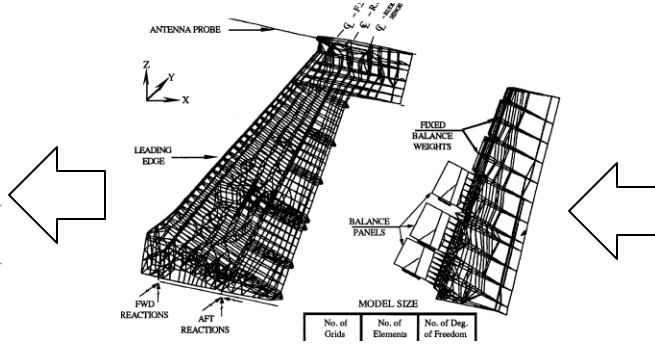 ANTENNA PROBE
Z
Y
X
LEADING
EDGE
FWD
REACTIONS
AFT
REACTIONS
FIXED
BALANCE
WEIGHTS
BALANCE
PANELS
MODEL SIZE
No. of
Grids
No. of
Elements
No. of Deg.
of Freedom